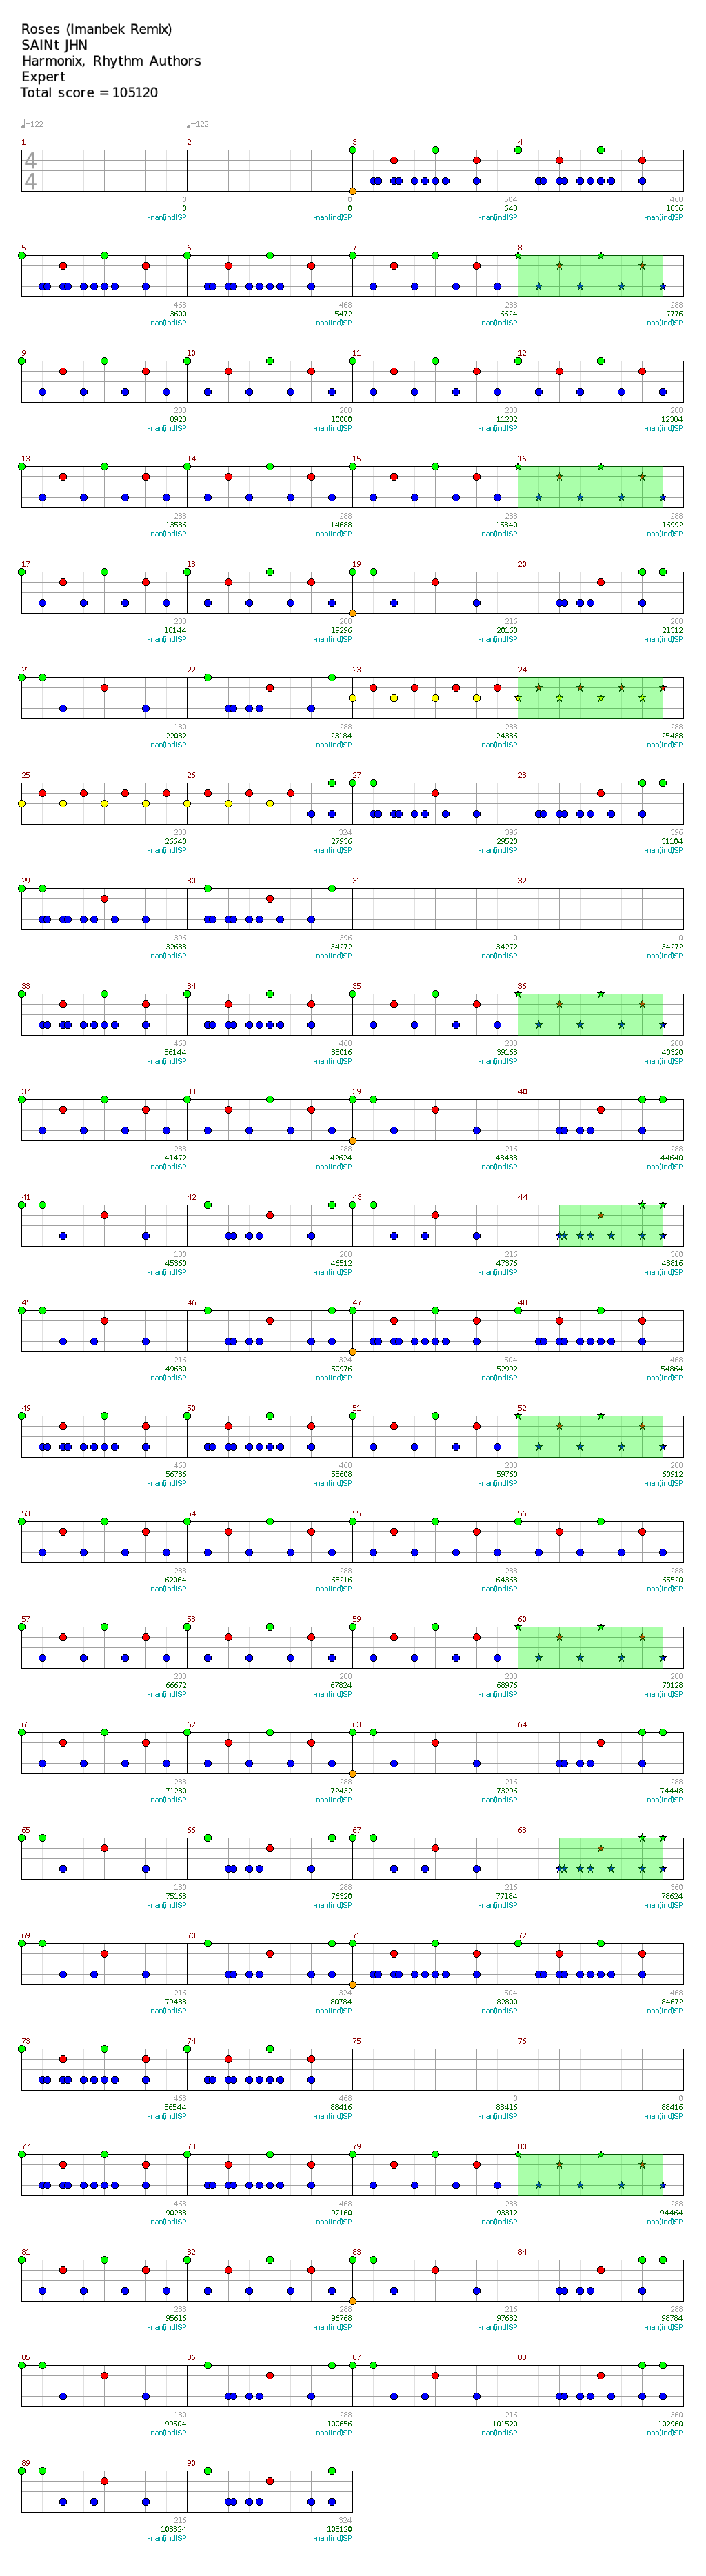 Roses (Imanbek Remix)
SAINt JHN
Harmonix, Rhythm Authors
Expert
Total score = 105120
♩=122 ♩=122
1 2 3 4
4
4
0 0 504 468
0 0 648 1836
-nan(ind)SP -nan(ind)SP -nan(ind)SP -nan(ind)SP
5 6 7 8
468 468 288 288
3600 5472 6624 7776
-nan(ind)SP -nan(ind)SP -nan(ind)SP -nan(ind)SP
9 10 11 12
288 288 288 288
8928 10080 11232 12384
-nan(ind)SP -nan(ind)SP -nan(ind)SP -nan(ind)SP
13 14 15 16
288 288 288 288
13536 14688 15840 16992
-nan(ind)SP -nan(ind)SP -nan(ind)SP -nan(ind)SP
17 18 19 20
288 288 216 288
18144 19296 20160 21312
-nan(ind)SP -nan(ind)SP -nan(ind)SP -nan(ind)SP
21 22 23 24
180 288 288 288
22032 23184 24336 25488
-nan(ind)SP -nan(ind)SP -nan(ind)SP -nan(ind)SP
25 26 27 28
288 324 396 396
26640 27936 29520 31104
-nan(ind)SP -nan(ind)SP -nan(ind)SP -nan(ind)SP
29 30 31 32
396 396 0 0
32688 34272 34272 34272
-nan(ind)SP -nan(ind)SP -nan(ind)SP -nan(ind)SP
33 34 35 36
468 468 288 288
36144 38016 39168 40320
-nan(ind)SP -nan(ind)SP -nan(ind)SP -nan(ind)SP
37 38 39 40
288 288 216 288
41472 42624 43488 44640
-nan(ind)SP -nan(ind)SP -nan(ind)SP -nan(ind)SP
41 42 43 44
180 288 216 360
45360 46512 47376 48816
-nan(ind)SP -nan(ind)SP -nan(ind)SP -nan(ind)SP
45 46 47 48
216 324 504 468
49680 50976 52992 54864
-nan(ind)SP -nan(ind)SP -nan(ind)SP -nan(ind)SP
49 50 51 52
468 468 288 288
56736 58608 59760 60912
-nan(ind)SP -nan(ind)SP -nan(ind)SP -nan(ind)SP
53 54 55 56
288 288 288 288
62064 63216 64368 65520
-nan(ind)SP -nan(ind)SP -nan(ind)SP -nan(ind)SP
57 58 59 60
288 288 288 288
66672 67824 68976 70128
-nan(ind)SP -nan(ind)SP -nan(ind)SP -nan(ind)SP
61 62 63 64
288 288 216 288
71280 72432 73296 74448
-nan(ind)SP -nan(ind)SP -nan(ind)SP -nan(ind)SP
65 66 67 68
180 288 216 360
75168 76320 77184 78624
-nan(ind)SP -nan(ind)SP -nan(ind)SP -nan(ind)SP
69 70 71 72
216 324 504 468
79488 80784 82800 84672
-nan(ind)SP -nan(ind)SP -nan(ind)SP -nan(ind)SP
73 74 75 76
468 468 0 0
86544 88416 88416 88416
-nan(ind)SP -nan(ind)SP -nan(ind)SP -nan(ind)SP
77 78 79 80
468 468 288 288
90288 92160 93312 94464
-nan(ind)SP -nan(ind)SP -nan(ind)SP -nan(ind)SP
81 82 83 84
288 288 216 288
95616 96768 97632 98784
-nan(ind)SP -nan(ind)SP -nan(ind)SP -nan(ind)SP
85 86 87 88
180 288 216 360
99504 100656 101520 102960
-nan(ind)SP -nan(ind)SP -nan(ind)SP -nan(ind)SP
89 90
216 324
103824 105120
-nan(ind)SP -nan(ind)SP